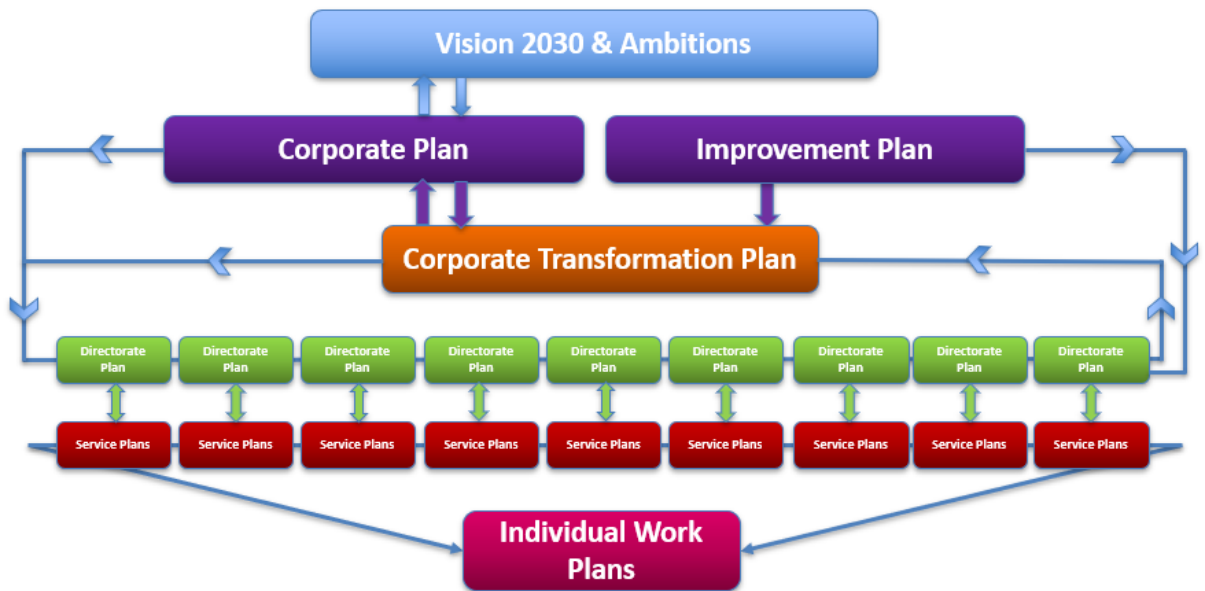 Vision 2030 & Ambitions
Corporate Plan
Improvement Plan
Corporate Transformation Plan
Directorate
Plan
Directorate
Plan
Directorate
Plan
Directorate
Plan
Directorate
Plan
Directorate
Plan
Directorate
Plan
Directorate
Plan
Directorate
Plan
Service Plans
Service Plans
Service Plans
Service Plans
Service Plans
Service Plans
Service Plans
Service Plans
Service Plans
Individual Work
Plans